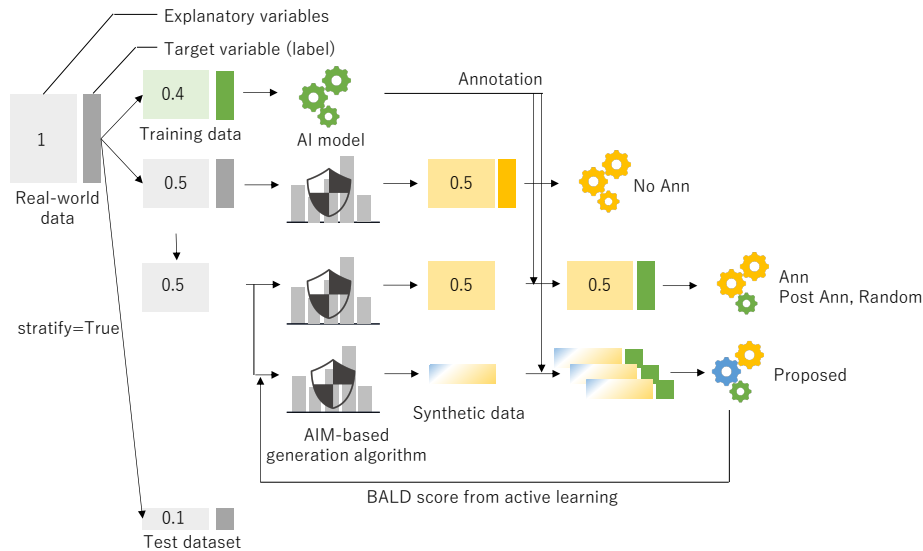 Explanatory variables
Target variable (label)
Annotation
0.4
1
Training data
AI model
0.5
0.5
No Ann
Real-world
data
0.5
0.5
0.5
Ann
Post Ann, Random
stratify=True
Proposed
Synthetic data
AIM-based
generation algorithm
BALD score from active learning
0.1
Test dataset